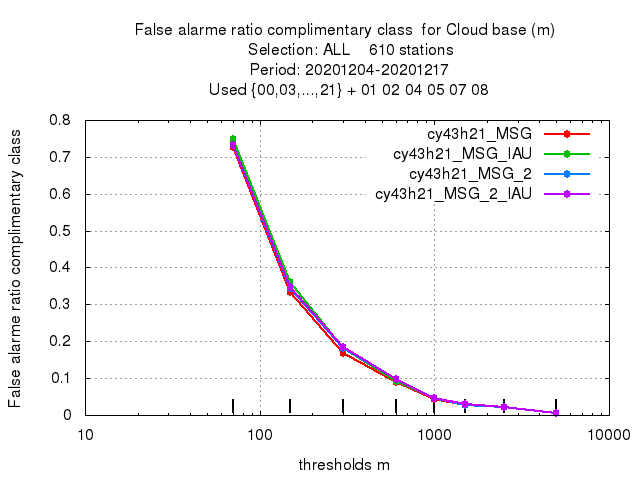 False alarme ratio complimentary class  for Cloud base (m)
Selection: ALL    610 stations
Period: 20201204-20201217
Used {00,03,...,21} + 01 02 04 05 07 08
cy43h21_MSG
cy43h21_MSG_IAU
cy43h21_MSG_2
cy43h21_MSG_2_IAU
False alarme ratio complimentary class
0.8
0.7
0.6
0.5
0.4
0.3
0.2
0.1
0
10 100 1000 10000
thresholds m